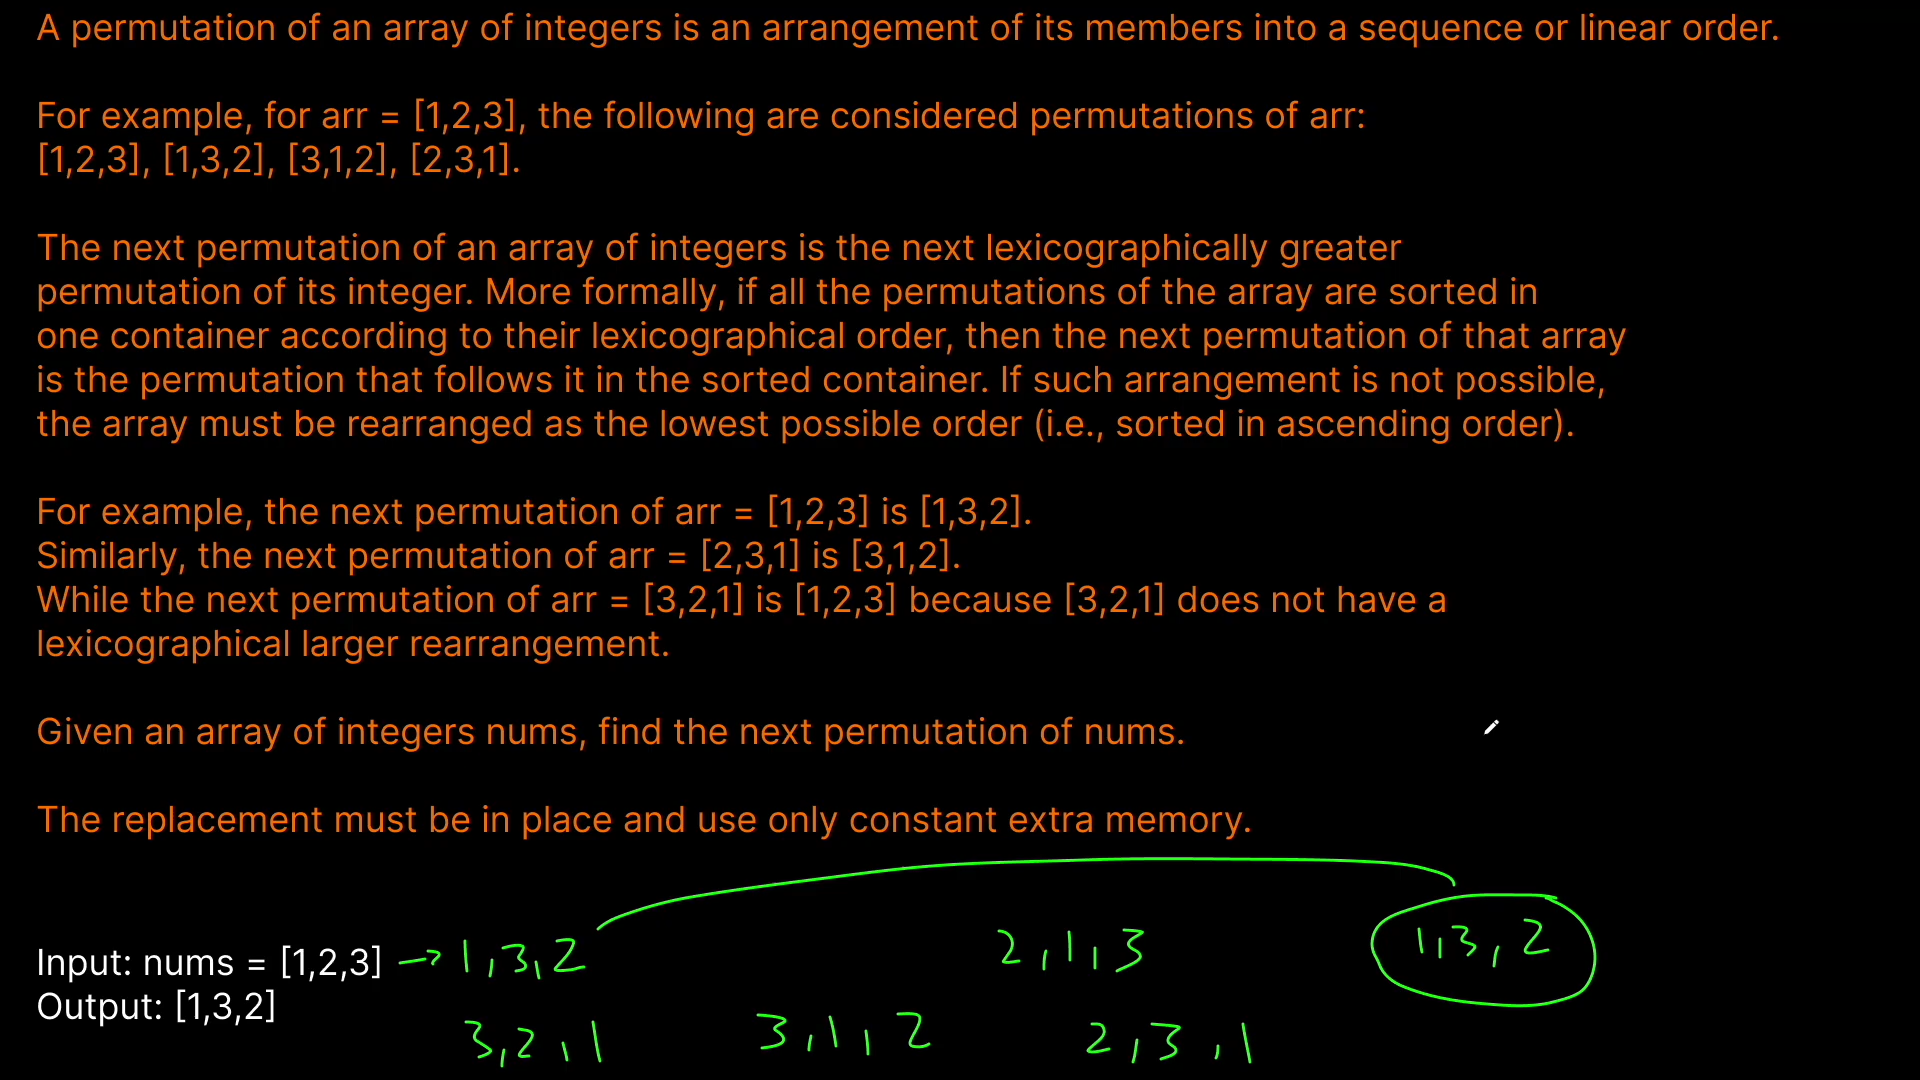 A permutation of an array of integers is an arrangement of its members into a sequence or linear order.
For example, for arr = [1,2,3], the following are considered permutations of arr:
[1,2,3], [1,3,2], [3,1,2], [2,3,1].
The next permutation of an array of integers is the next lexicographically greater
permutation of its integer. More formally, if all the permutations of the array are sorted in
one container according to their lexicographical order, then the next permutation of that array
is the permutation that follows it in the sorted container. If such arrangement is not possible,
the array must be rearranged as the lowest possible order (i.e., sorted in ascending order).
For example, the next permutation of arr = [1,2,3] is [1,3,2].
Similarly, the next permutation of arr = [2,3,1] is [3,1,2].
While the next permutation of arr = [3,2,1] is [1,2,3] because [3,2,1] does not have a
lexicographical larger rearrangement.
Given an array of integers nums, find the next permutation of nums.
The replacement must be in place and use only constant extra memory.
Input: nums = [1,2,3] → 1,3,2 2,1,3 1,3,2
Output: [1,3,2]
3,2,1 3,1,2 2,3,1